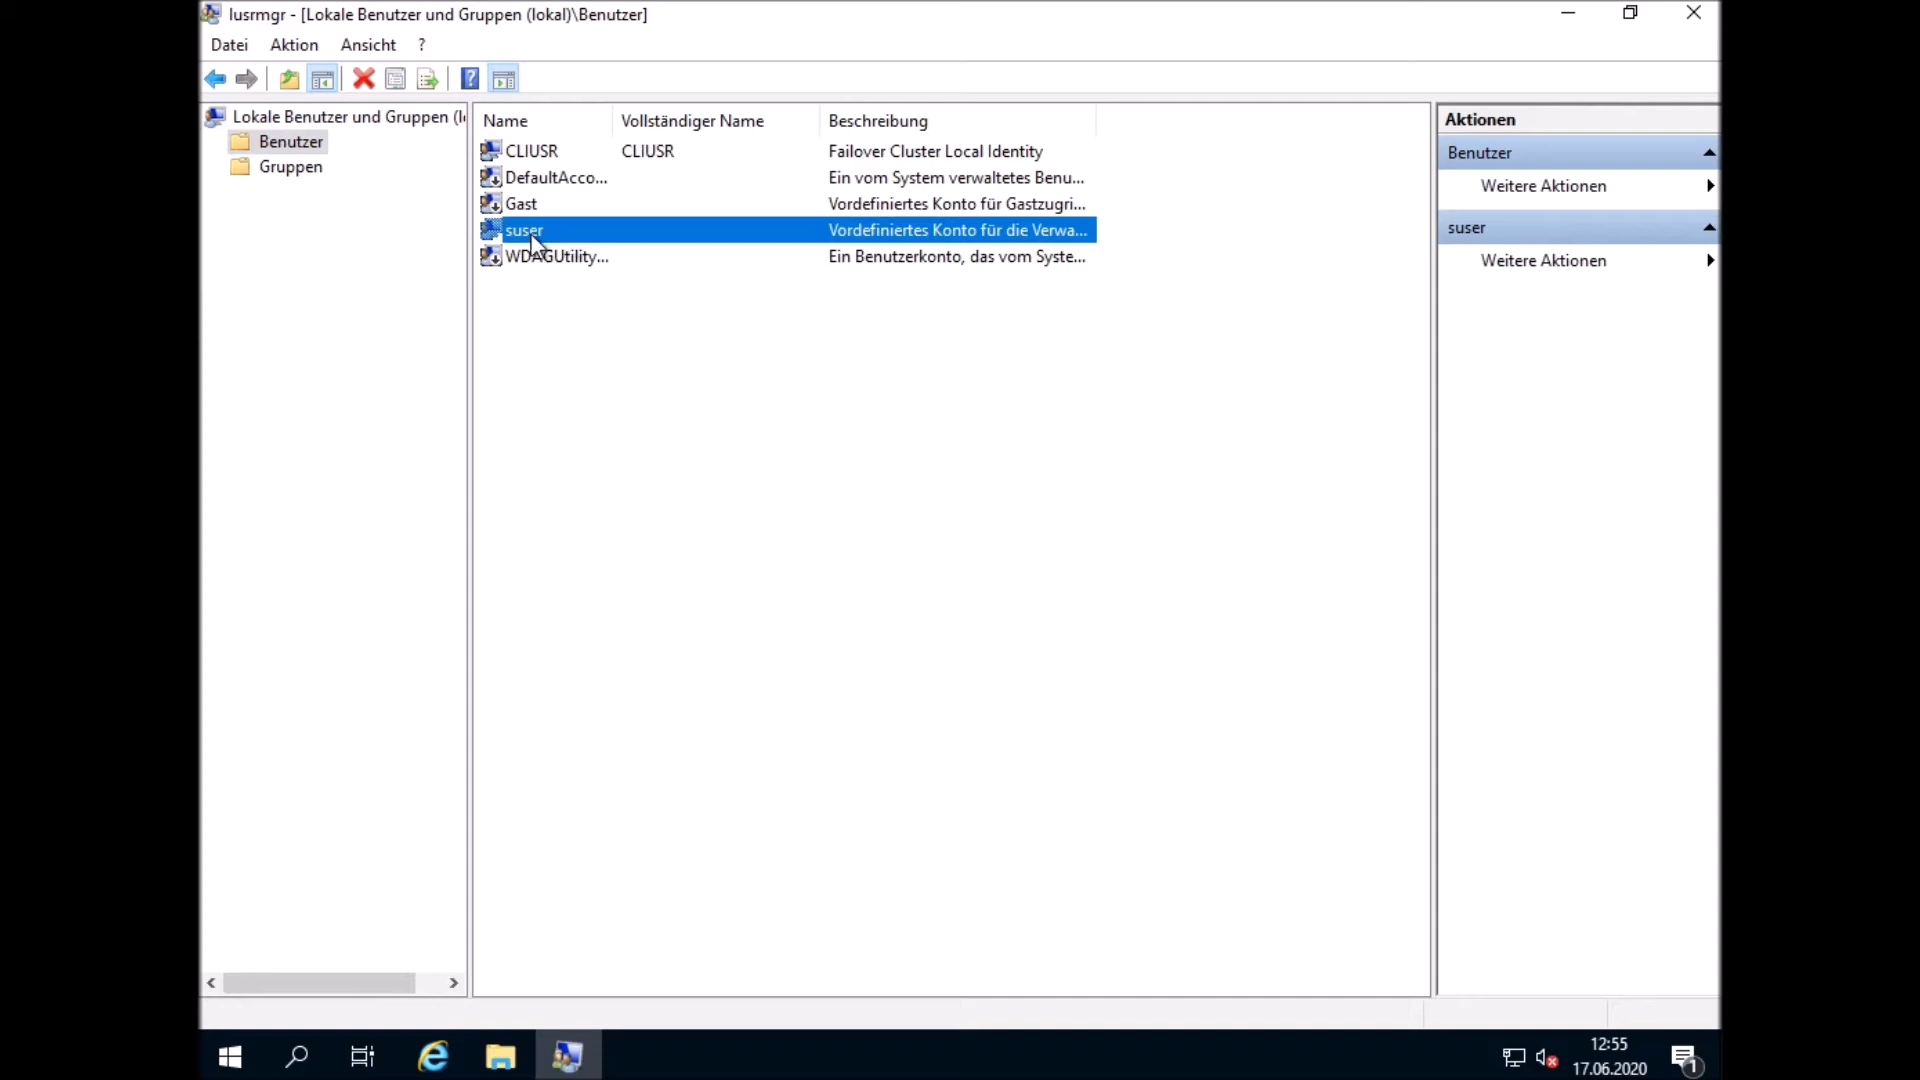 lusrmgr - [Lokale Benutzer und Gruppen (lokal)\Benutzer]
Datei Aktion Ansicht ?
Lokale Benutzer und Gruppen (l
Benutzer
Gruppen
Name Vollständiger Name Beschreibung
CLIUSR CLIUSR Failover Cluster Local Identity
DefaultAcco... Ein vom System verwaltetes Benu...
Gast Vordefiniertes Konto für Gastzugri...
suser Vordefiniertes Konto für die Verwa...
WDAGUtility... Ein Benutzerkonto, das vom Syste...
Aktionen
Benutzer
Weitere Aktionen
suser
Weitere Aktionen
12:55
17.06.2020
1